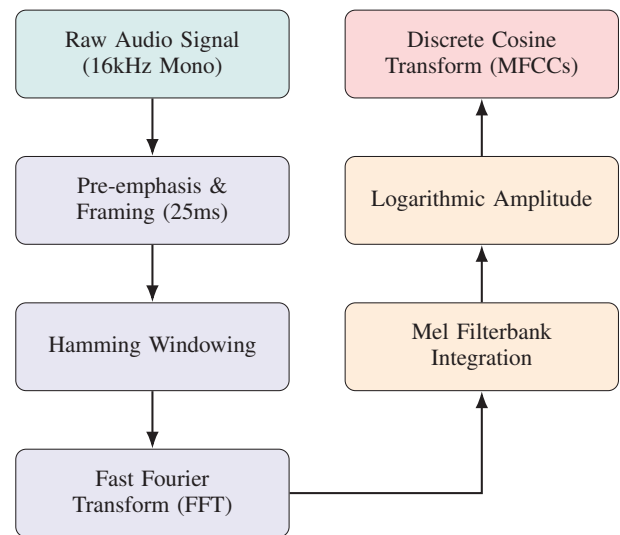 Raw Audio Signal
(16kHz Mono)
Pre-emphasis &
Framing (25ms)
Hamming Windowing
Fast Fourier
Transform (FFT)
Mel Filterbank
Integration
Logarithmic Amplitude
Discrete Cosine
Transform (MFCCs)